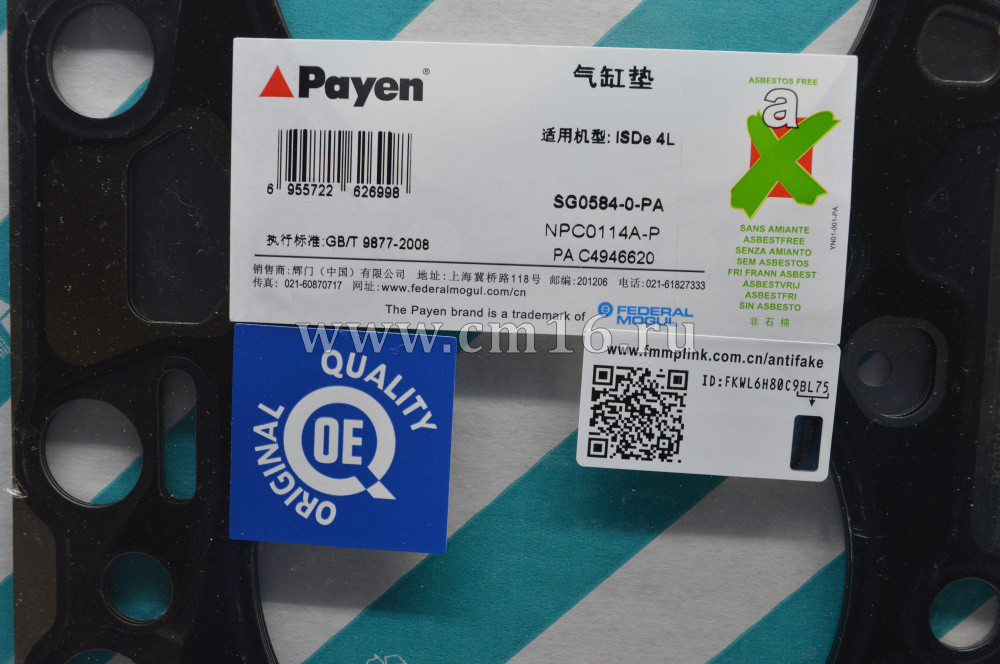 Payen®
气缸垫
适用机型: ISDe 4L
6 955722 626998
SG0584-0-PA
NPC0114A-P
PA C4946620
执行标准:GB/T 9877-2008
销售商:辉门（中国）有限公司 地址:上海冀桥路118号 邮编:201206 电话:021-61827333
传真: 021-60870717 网址:www.federalmogul.com/cn
The Payen brand is a trademark of
FEDERAL
MOGUL
ASBESTOS FREE
a
SANS AMIANTE
ASBESTFREE
SENZA AMIANTO
SEM ASBESTOS
FRI FRANN ASBEST
ASBESTVRIJ
ASBESTFRI
SIN ASBESTO
非石棉
YN01-001-PA
www.cm16.ru
QUALITY
OE
ORIGINAL
www.fmmplink.com.cn/antifake
ID:FKWL6H80C9BL75